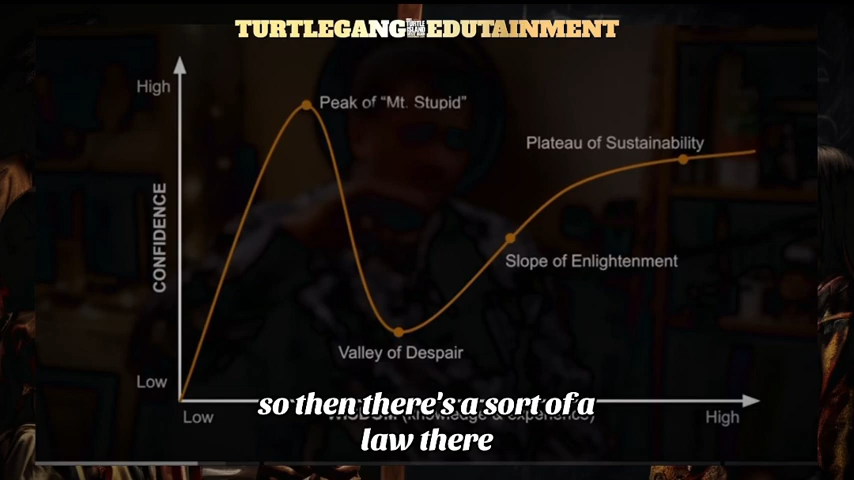 TURTLEGANG EDUTAINMENT
High
Peak of “Mt. Stupid”
Plateau of Sustainability
CONFIDENCE
Slope of Enlightenment
Valley of Despair
Low
so then there's a sort of a
law there
Low
High